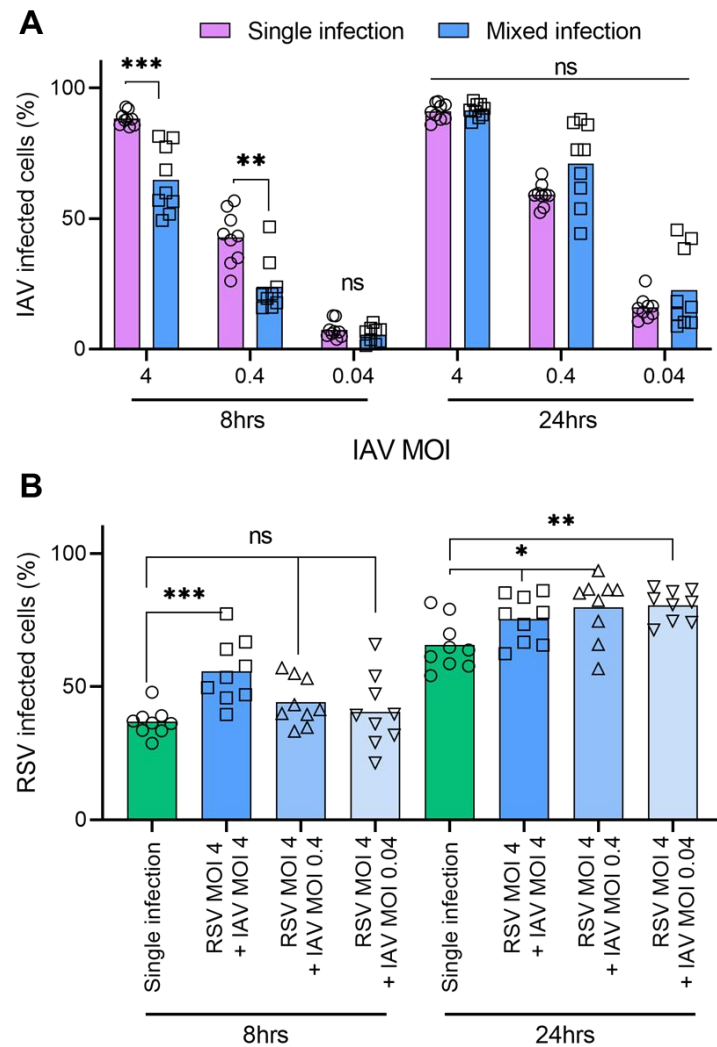 A
Single infection
Mixed infection
IAV infected cells (%)
100
50
0
***
**
ns
ns
4
0.4
0.04
4
0.4
0.04
8hrs
24hrs
IAV MOI
B
RSV infected cells (%)
100
50
0
ns
***
**
*
Single infection
RSV MOI 4
+ IAV MOI 4
RSV MOI 4
+ IAV MOI 0.4
RSV MOI 4
+ IAV MOI 0.04
Single infection
RSV MOI 4
+ IAV MOI 4
RSV MOI 4
+ IAV MOI 0.4
RSV MOI 4
+ IAV MOI 0.04
8hrs
24hrs